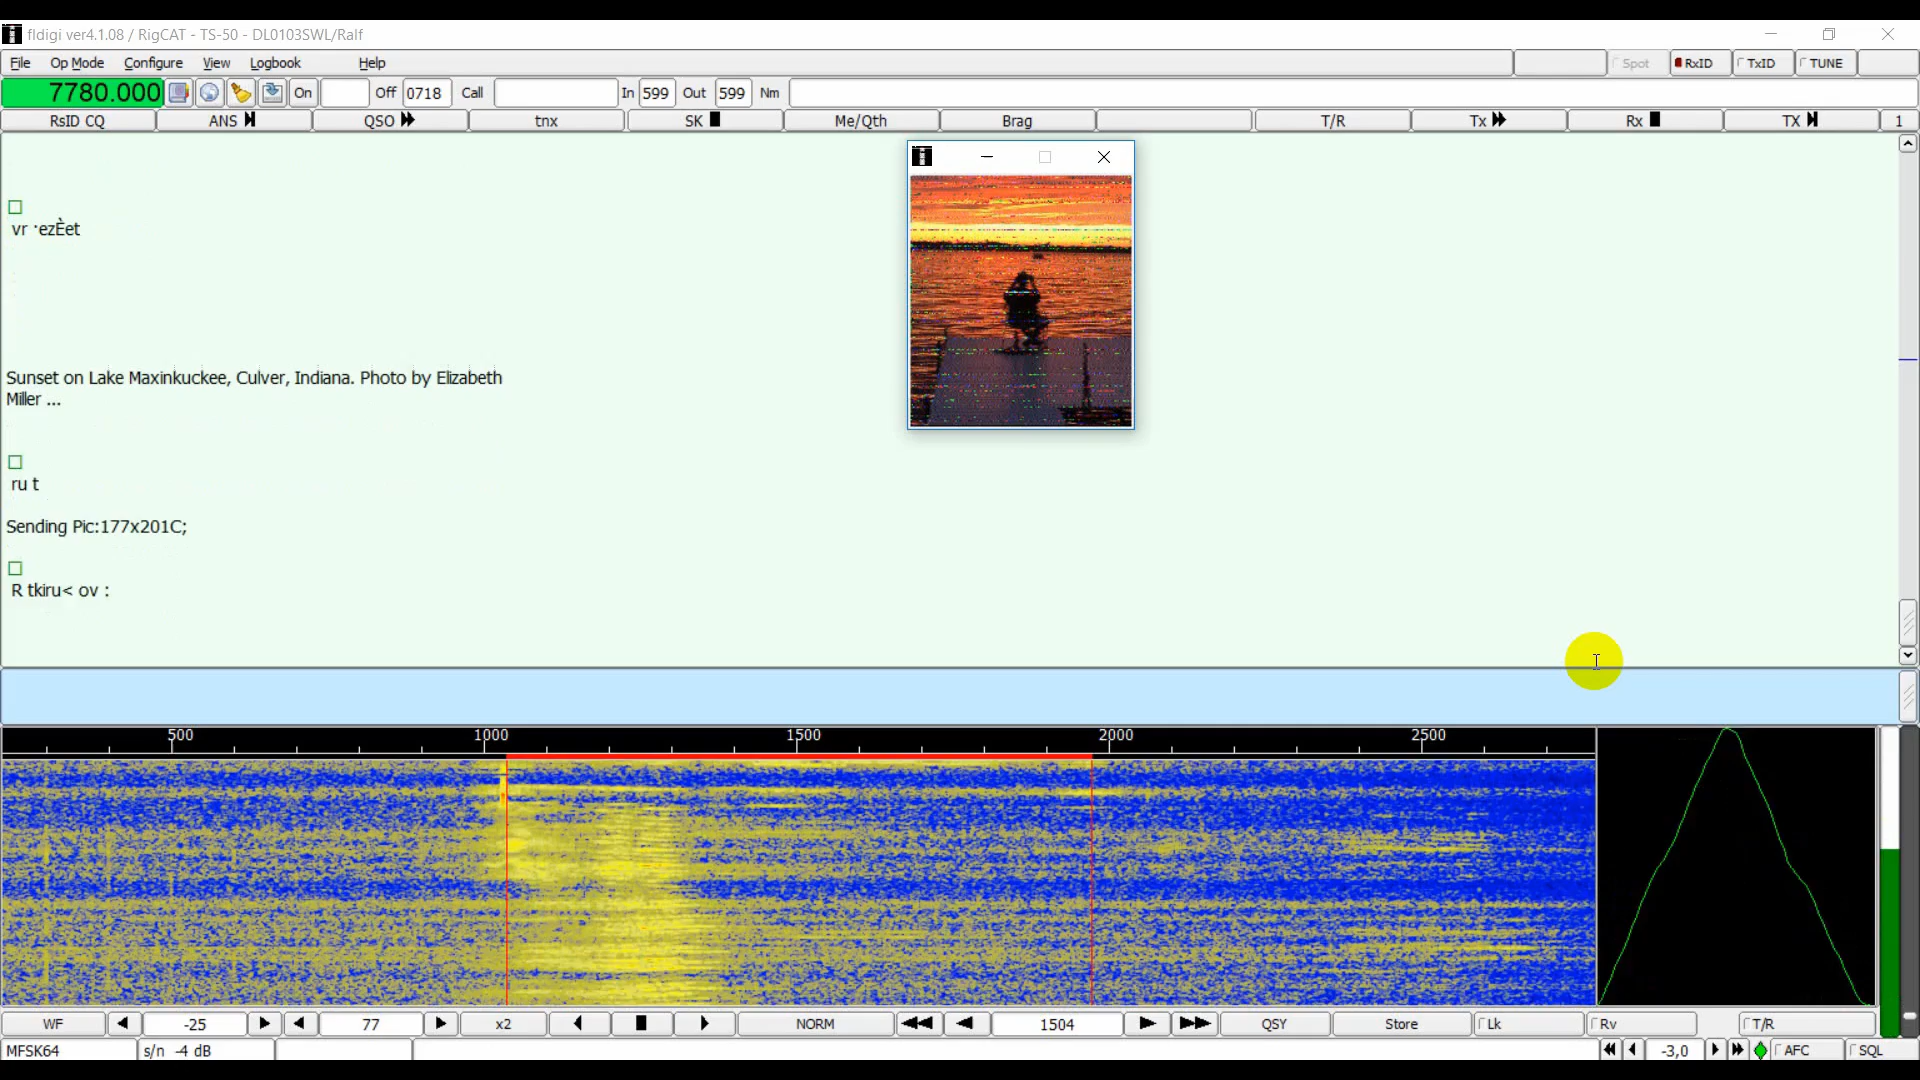 fldigi ver4.1.08 / RigCAT - TS-50 - DL0103SWL/Ralf
File Op Mode Configure View Logbook Help Spot RxID TxID TUNE
7780.000 On Off 0718 Call In 599 Out 599 Nm
RsID CQ ANS QSO tnx SK Me/Qth Brag T/R Tx Rx TX 1
vr ·ezÈet
Sunset on Lake Maxinkuckee, Culver, Indiana. Photo by Elizabeth
Miller ...
ru t
Sending Pic:177x201C;
R tkiru< ov :
500 1000 1500 2000 2500
WF -25 77 x2 NORM 1504 QSY Store Lk Rv T/R
MFSK64 s/n -4 dB -3,0 AFC SQL